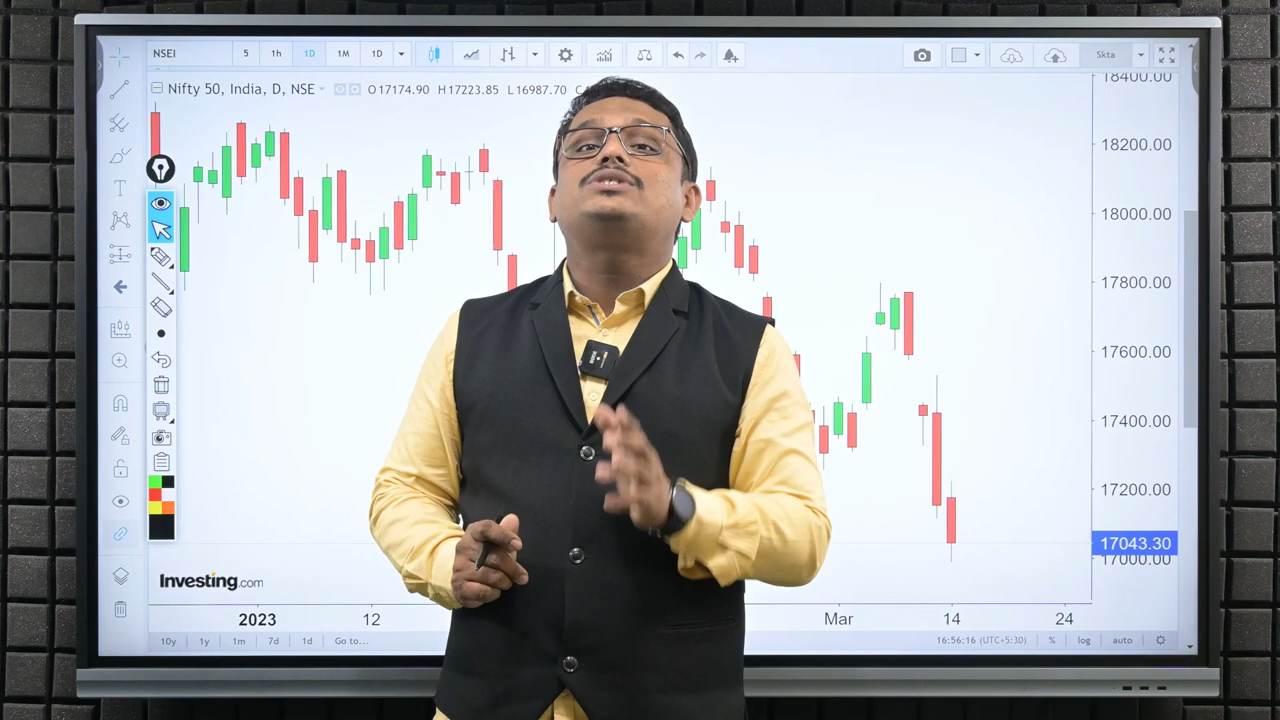 NSEI 5 1h 1D 1M 1D Skta
Nifty 50, India, D, NSE O17174.90 H17223.85 L16987.70
18400.00
18200.00
18000.00
17800.00
17600.00
17400.00
17200.00
17043.30
17000.00
T
Investing.com
2023 12 Mar 14 24
10y 1y 1m 7d 1d Go to... 16:56:16 (UTC+5:30) % log auto